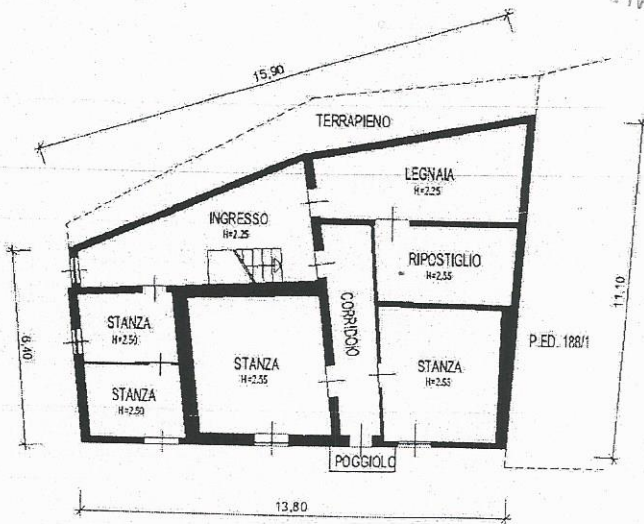 15,90
TERRAPIENO
LEGNAIA
H=2.25
INGRESSO
H=2.25
RIPOSTIGLIO
H=2.55
11,10
6,40
STANZA
H=2.50
CORRIDOIO
STANZA
H=2.55
STANZA
H=2.55
P.ED. 188/1
STANZA
H=2.50
POGGIOLO
13,80